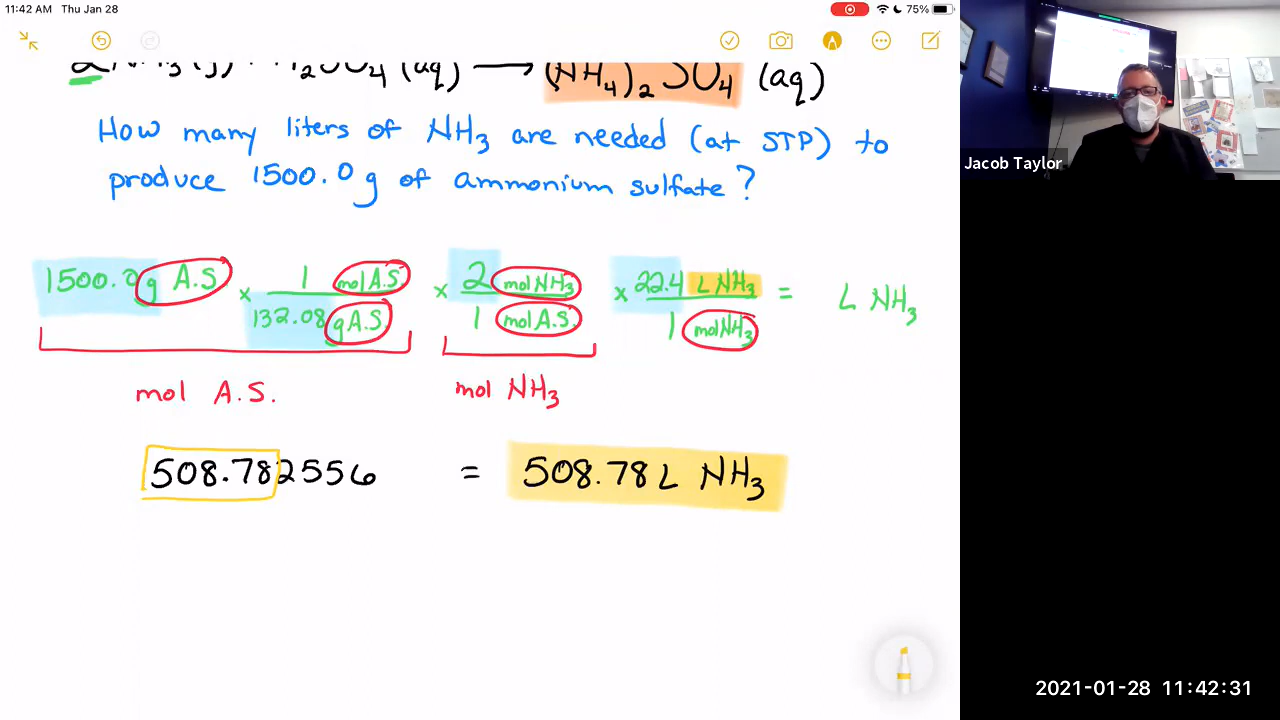 11:42 AM Thu Jan 28
75%
2NH₃(g) + H₂SO₄ (aq) ⟶ (NH₄)₂SO₄ (aq)
How many liters of NH₃ are needed (at STP) to
produce 1500.0 g of ammonium sulfate?
1500.0 g A.S × 1 mol A.S. / 132.08 g A.S. × 2 mol NH₃ / 1 mol A.S. × 22.4 L NH₃ / 1 mol NH₃ = L NH₃
mol A.S. mol NH₃
508.782556 = 508.78 L NH₃
Jacob Taylor
2021-01-28 11:42:31